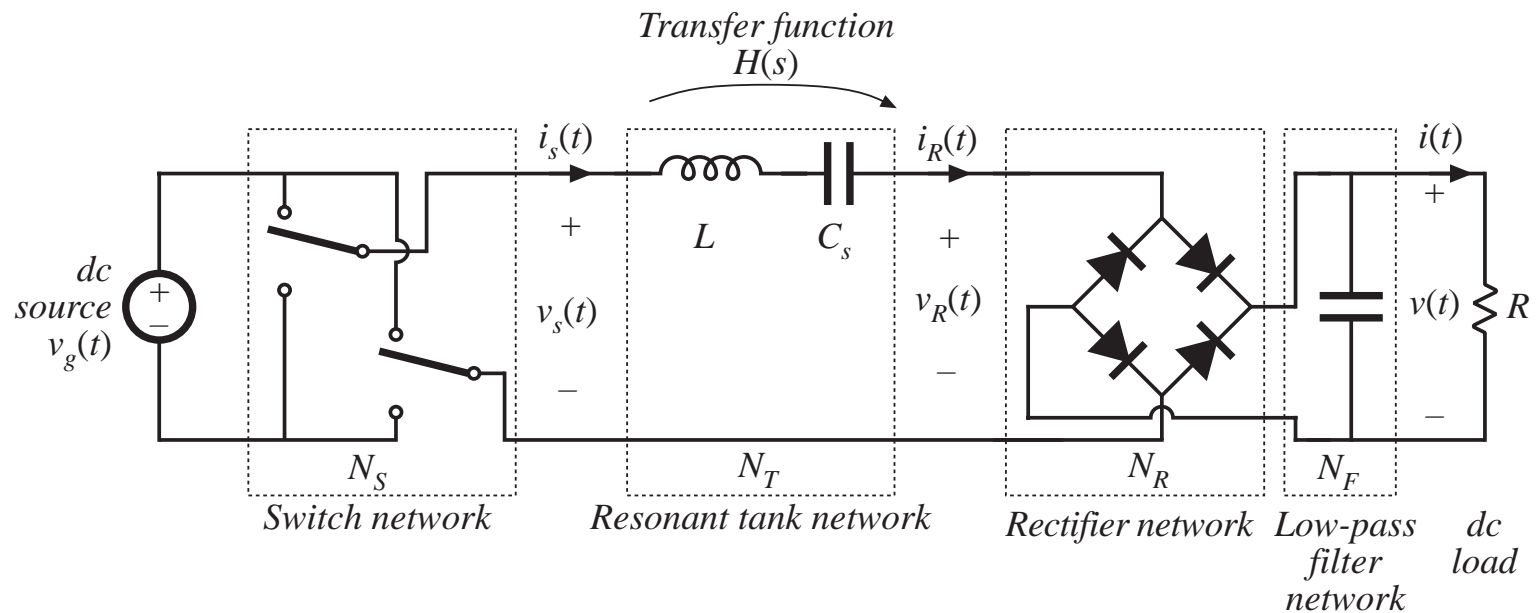 Transfer function
H(s)
i_s(t)
i_R(t)
i(t)
+
+
+
L
C_s
dc
source
v_g(t)
+
–
v_s(t)
v_R(t)
v(t)
R
–
–
–
N_S
N_T
N_R
N_F
Switch network
Resonant tank network
Rectifier network
Low-pass
filter
network
dc
load